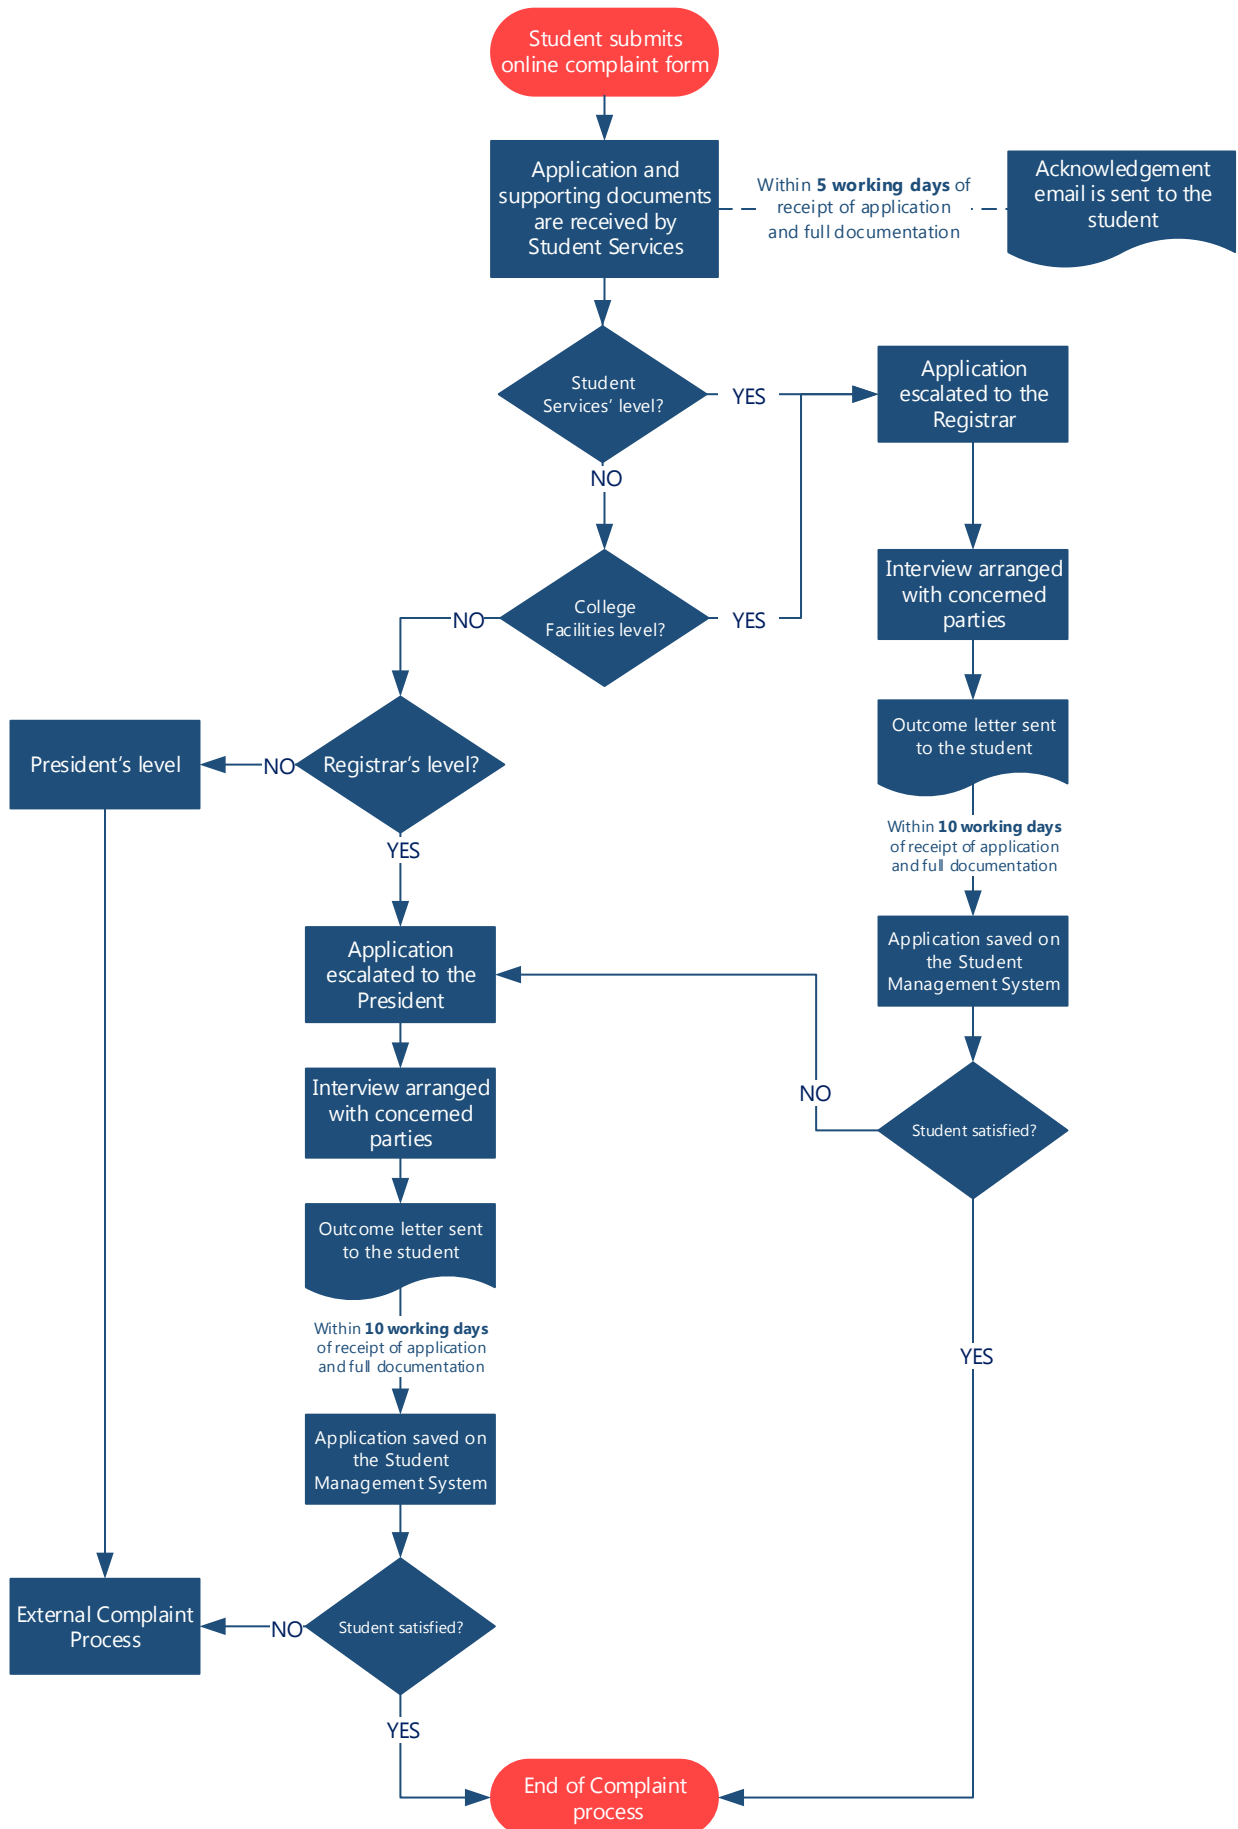 Student submits
online complaint form
Application and
supporting documents
are received by
Student Services
Within 5 working days of
receipt of application
and full documentation
Acknowledgement
email is sent to the
student
Student
Services’ level?
YES
Application
escalated to the
Registrar
NO
Interview arranged
with concerned
parties
College
Facilities level?
YES
NO
Outcome letter sent
to the student
President’s level
NO
Registrar’s level?
YES
Within 10 working days
of receipt of application
and full documentation
Application saved on
the Student
Management System
Application
escalated to the
President
NO
Student satisfied?
Interview arranged
with concerned
parties
Outcome letter sent
to the student
Within 10 working days
of receipt of application
and full documentation
YES
Application saved on
the Student
Management System
External Complaint
Process
NO
Student satisfied?
YES
End of Complaint
process